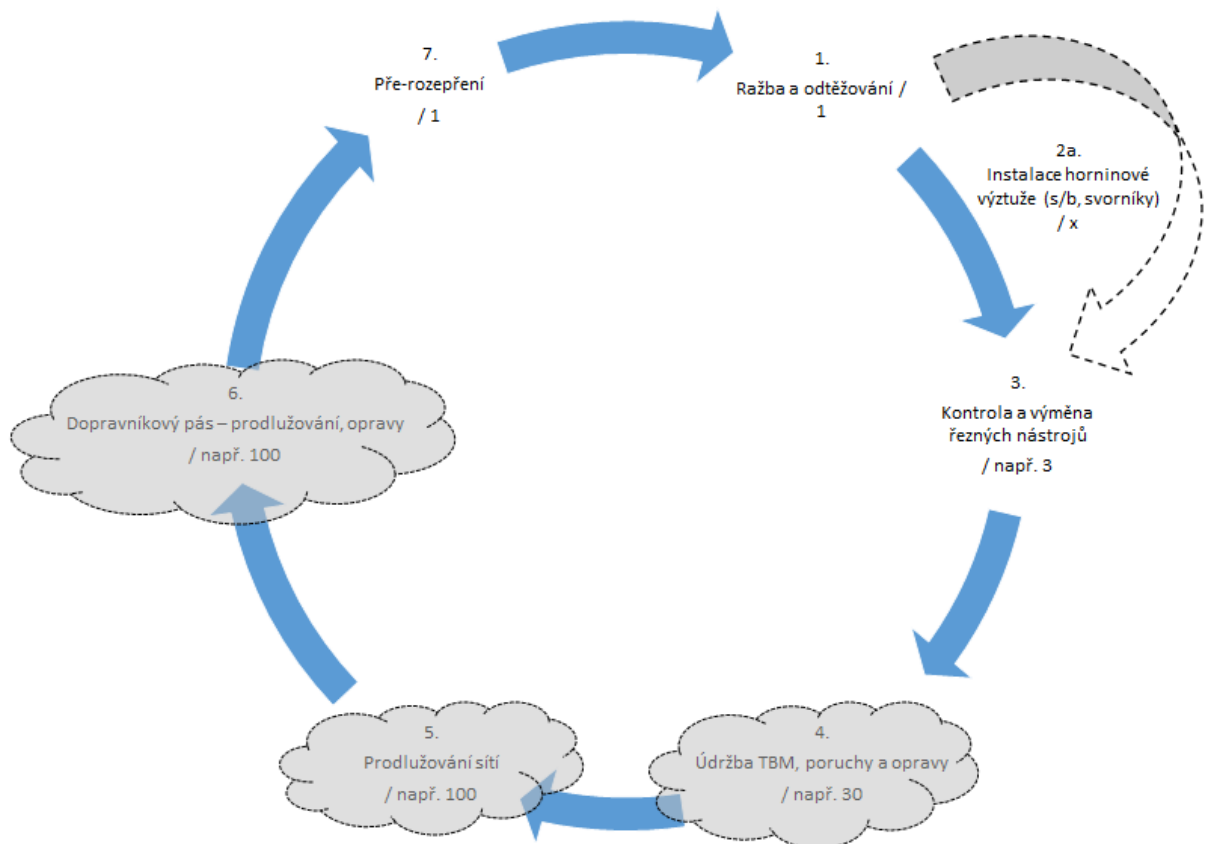 1.
Ražba a odtěžování /
1
2a.
Instalace horninové
výztuže (s/b, svorníky)
/ x
3.
Kontrola a výměna
řezných nástrojů
/ např. 3
4.
Údržba TBM, poruchy a opravy
/ např. 30
5.
Prodlužování sítí
/ např. 100
6.
Dopravníkový pás – prodlužování, opravy
/ např. 100
7.
Pře-rozepření
/ 1